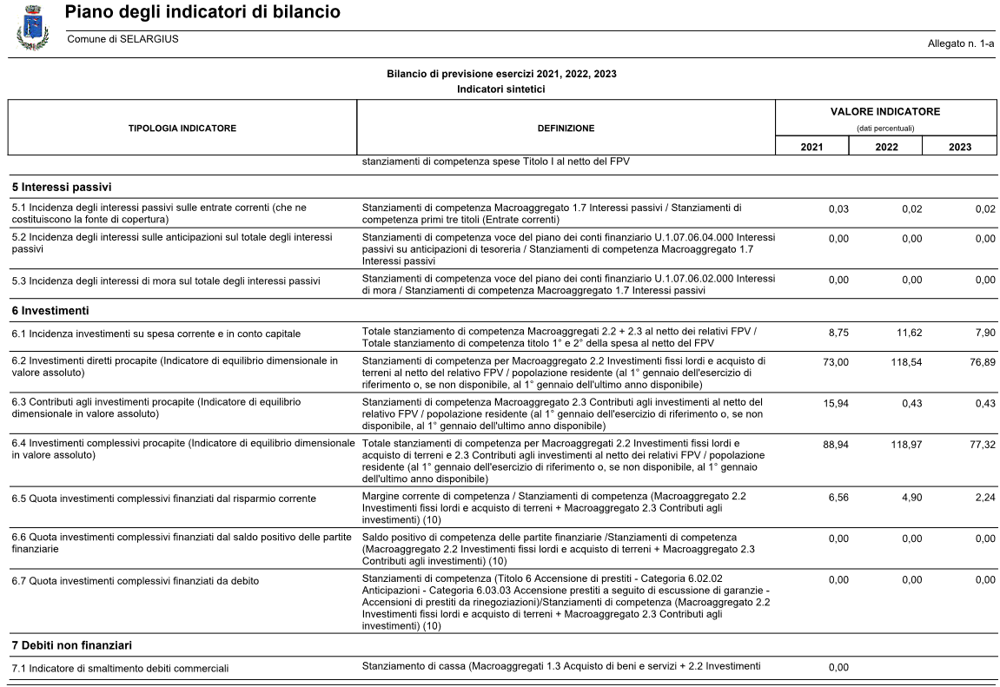 Piano degli indicatori di bilancio
Comune di SELARGIUS
Allegato n. 1-a
Bilancio di previsione esercizi 2021, 2022, 2023
Indicatori sintetici
TIPOLOGIA INDICATORE
DEFINIZIONE
VALORE INDICATORE
(dati percentuali)
2021 2022 2023
stanziamenti di competenza spese Titolo I al netto del FPV
5 Interessi passivi
5.1 Incidenza degli interessi passivi sulle entrate correnti (che ne
costituiscono la fonte di copertura)
Stanziamenti di competenza Macroaggregato 1.7 Interessi passivi / Stanziamenti di
competenza primi tre titoli (Entrate correnti)
0,03 0,02 0,02
5.2 Incidenza degli interessi sulle anticipazioni sul totale degli interessi
passivi
Stanziamenti di competenza voce del piano dei conti finanziario U.1.07.06.04.000 Interessi
passivi su anticipazioni di tesoreria / Stanziamenti di competenza Macroaggregato 1.7
Interessi passivi
0,00 0,00 0,00
5.3 Incidenza degli interessi di mora sul totale degli interessi passivi
Stanziamenti di competenza voce del piano dei conti finanziario U.1.07.06.02.000 Interessi
di mora / Stanziamenti di competenza Macroaggregato 1.7 Interessi passivi
0,00 0,00 0,00
6 Investimenti
6.1 Incidenza investimenti su spesa corrente e in conto capitale
Totale stanziamento di competenza Macroaggregati 2.2 + 2.3 al netto dei relativi FPV /
Totale stanziamento di competenza titolo 1° e 2° della spesa al netto del FPV
8,75 11,62 7,90
6.2 Investimenti diretti procapite (Indicatore di equilibrio dimensionale in
valore assoluto)
Stanziamenti di competenza per Macroaggregato 2.2 Investimenti fissi lordi e acquisto di
terreni al netto del relativo FPV / popolazione residente (al 1° gennaio dell'esercizio di
riferimento o, se non disponibile, al 1° gennaio dell'ultimo anno disponibile)
73,00 118,54 76,89
6.3 Contributi agli investimenti procapite (Indicatore di equilibrio
dimensionale in valore assoluto)
Stanziamenti di competenza Macroaggregato 2.3 Contributi agli investimenti al netto del
relativo FPV / popolazione residente (al 1° gennaio dell'esercizio di riferimento o, se non
disponibile, al 1° gennaio dell'ultimo anno disponibile)
15,94 0,43 0,43
6.4 Investimenti complessivi procapite (Indicatore di equilibrio dimensionale
in valore assoluto)
Totale stanziamenti di competenza per Macroaggregati 2.2 Investimenti fissi lordi e
acquisto di terreni e 2.3 Contributi agli investimenti al netto dei relativi FPV / popolazione
residente (al 1° gennaio dell'esercizio di riferimento o, se non disponibile, al 1° gennaio
dell'ultimo anno disponibile)
88,94 118,97 77,32
6.5 Quota investimenti complessivi finanziati dal risparmio corrente
Margine corrente di competenza / Stanziamenti di competenza (Macroaggregato 2.2
Investimenti fissi lordi e acquisto di terreni + Macroaggregato 2.3 Contributi agli
investimenti) (10)
6,56 4,90 2,24
6.6 Quota investimenti complessivi finanziati dal saldo positivo delle partite
finanziarie
Saldo positivo di competenza delle partite finanziarie /Stanziamenti di competenza
(Macroaggregato 2.2 Investimenti fissi lordi e acquisto di terreni + Macroaggregato 2.3
Contributi agli investimenti) (10)
0,00 0,00 0,00
6.7 Quota investimenti complessivi finanziati da debito
Stanziamenti di competenza (Titolo 6 Accensione di prestiti - Categoria 6.02.02
Anticipazioni - Categoria 6.03.03 Accensione prestiti a seguito di escussione di garanzie -
Accensioni di prestiti da rinegoziazioni)/Stanziamenti di competenza (Macroaggregato 2.2
Investimenti fissi lordi e acquisto di terreni + Macroaggregato 2.3 Contributi agli
investimenti) (10)
0,00 0,00 0,00
7 Debiti non finanziari
7.1 Indicatore di smaltimento debiti commerciali
Stanziamento di cassa (Macroaggregati 1.3 Acquisto di beni e servizi + 2.2 Investimenti
0,00